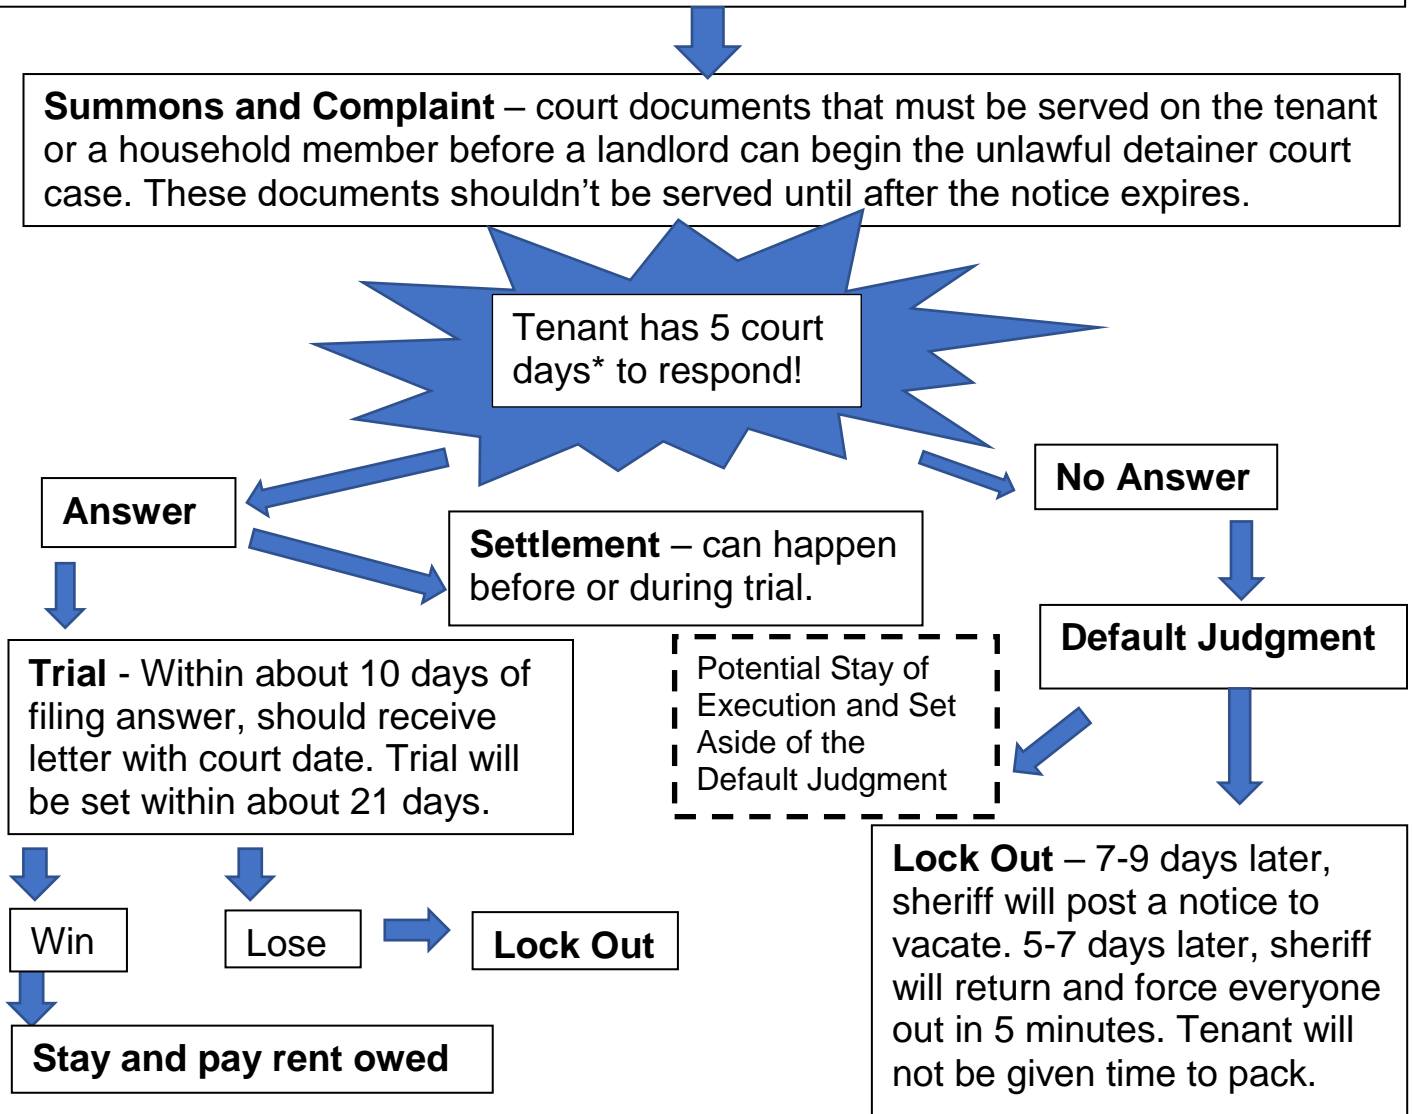 Summons and Complaint – court documents that must be served on the tenant
or a household member before a landlord can begin the unlawful detainer court
case. These documents shouldn’t be served until after the notice expires.
Tenant has 5 court
days* to respond!
Answer
No Answer
Settlement – can happen
before or during trial.
Default Judgment
Trial - Within about 10 days of
filing answer, should receive
letter with court date. Trial will
be set within about 21 days.
Potential Stay of
Execution and Set
Aside of the
Default Judgment
Win
Lose
Lock Out
Stay and pay rent owed
Lock Out – 7-9 days later,
sheriff will post a notice to
vacate. 5-7 days later, sheriff
will return and force everyone
out in 5 minutes. Tenant will
not be given time to pack.